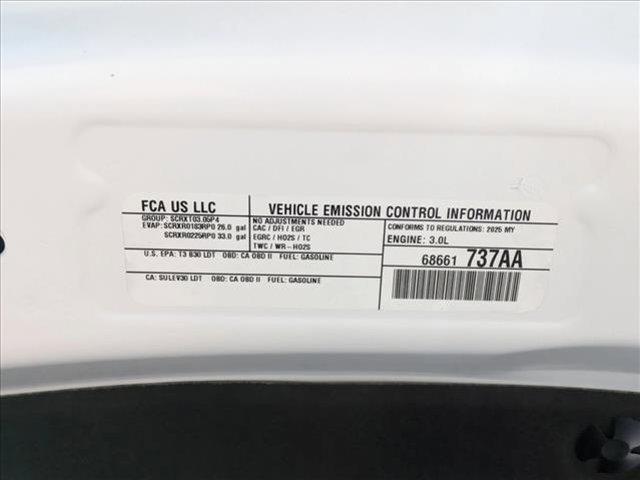 FCA US LLC
VEHICLE EMISSION CONTROL INFORMATION
GROUP: SCRXT03.05P4
EVAP: SCRXR0183RP0 26.0 gal
SCRXR0225RP0 33.0 gal
NO ADJUSTMENTS NEEDED
CAC / DFI / EGR
EGRC / HO2S / TC
TWC / WR - HO2S
CONFORMS TO REGULATIONS: 2025 MY
ENGINE: 3.0L
U.S. EPA: T3 B30 LDT OBD: CA OBD II FUEL: GASOLINE
CA: SULEV30 LDT OBD: CA OBD II FUEL: GASOLINE
68661 737AA